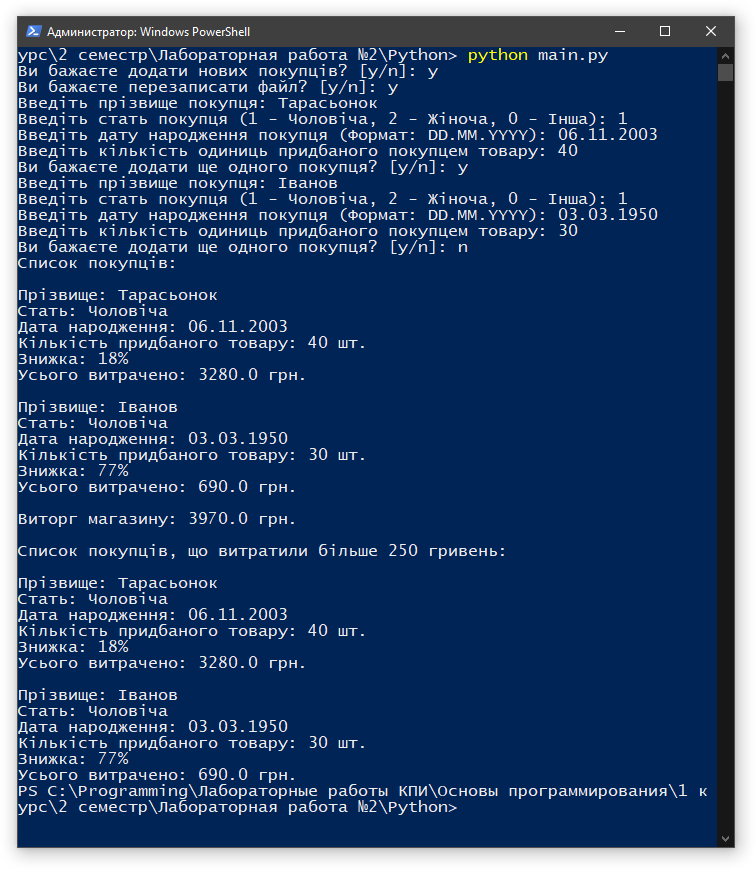 Администратор: Windows PowerShell
урс\2 семестр\Лабораторная работа №2\Python> python main.py
Ви бажаєте додати нових покупців? [y/n]: y
Ви бажаєте перезаписати файл? [y/n]: y
Введіть прізвище покупця: Тарасьонок
Введіть стать покупця (1 - Чоловіча, 2 - Жіноча, 0 - Інша): 1
Введіть дату народження покупця (Формат: DD.MM.YYYY): 06.11.2003
Введіть кількість одиниць придбаного покупцем товару: 40
Ви бажаєте додати ще одного покупця? [y/n]: y
Введіть прізвище покупця: Іванов
Введіть стать покупця (1 - Чоловіча, 2 - Жіноча, 0 - Інша): 1
Введіть дату народження покупця (Формат: DD.MM.YYYY): 03.03.1950
Введіть кількість одиниць придбаного покупцем товару: 30
Ви бажаєте додати ще одного покупця? [y/n]: n
Список покупців:
Прізвище: Тарасьонок
Стать: Чоловіча
Дата народження: 06.11.2003
Кількість придбаного товару: 40 шт.
Знижка: 18%
Усього витрачено: 3280.0 грн.
Прізвище: Іванов
Стать: Чоловіча
Дата народження: 03.03.1950
Кількість придбаного товару: 30 шт.
Знижка: 77%
Усього витрачено: 690.0 грн.
Виторг магазину: 3970.0 грн.
Список покупців, що витратили більше 250 гривень:
Прізвище: Тарасьонок
Стать: Чоловіча
Дата народження: 06.11.2003
Кількість придбаного товару: 40 шт.
Знижка: 18%
Усього витрачено: 3280.0 грн.
Прізвище: Іванов
Стать: Чоловіча
Дата народження: 03.03.1950
Кількість придбаного товару: 30 шт.
Знижка: 77%
Усього витрачено: 690.0 грн.
PS C:\Programming\Лабораторные работы КПИ\Основы программирования\1 к
урс\2 семестр\Лабораторная работа №2\Python>